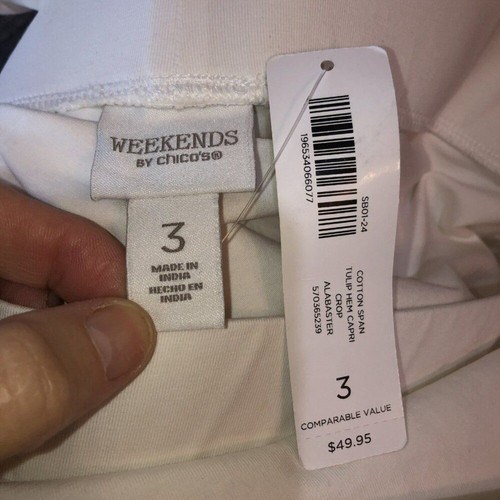 WEEKENDS
BY chico's®
3
MADE IN
INDIA
HECHO EN
INDIA
196534066077
SB01-24
COTTON SPAN
TULIP HEM CAPRI
CROP
ALABASTER
570365239
3
COMPARABLE VALUE
$49.95